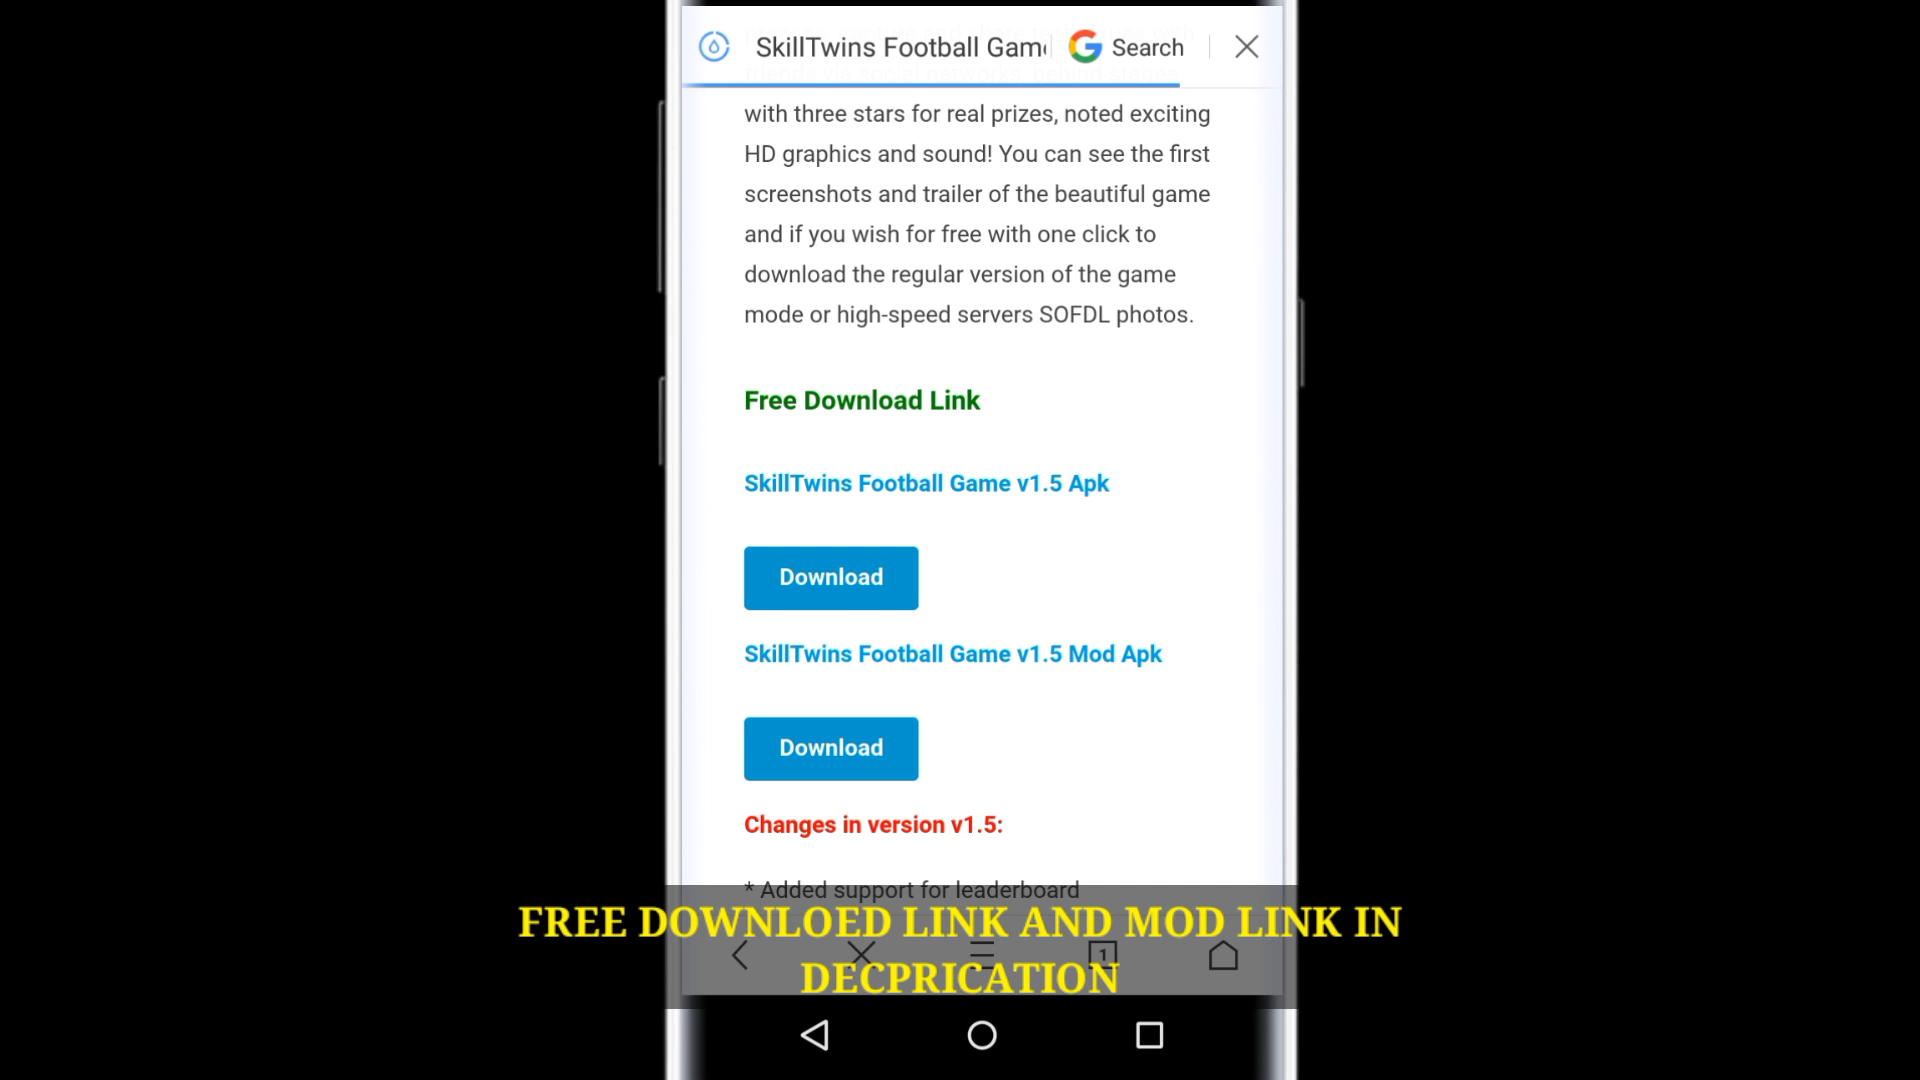 SkillTwins Football Gam
Search
with three stars for real prizes, noted exciting
HD graphics and sound! You can see the first
screenshots and trailer of the beautiful game
and if you wish for free with one click to
download the regular version of the game
mode or high-speed servers SOFDL photos.
Free Download Link
SkillTwins Football Game v1.5 Apk
Download
SkillTwins Football Game v1.5 Mod Apk
Download
Changes in version v1.5:
* Added support for leaderboard
FREE DOWNLOED LINK AND MOD LINK IN
1
DECPRICATION